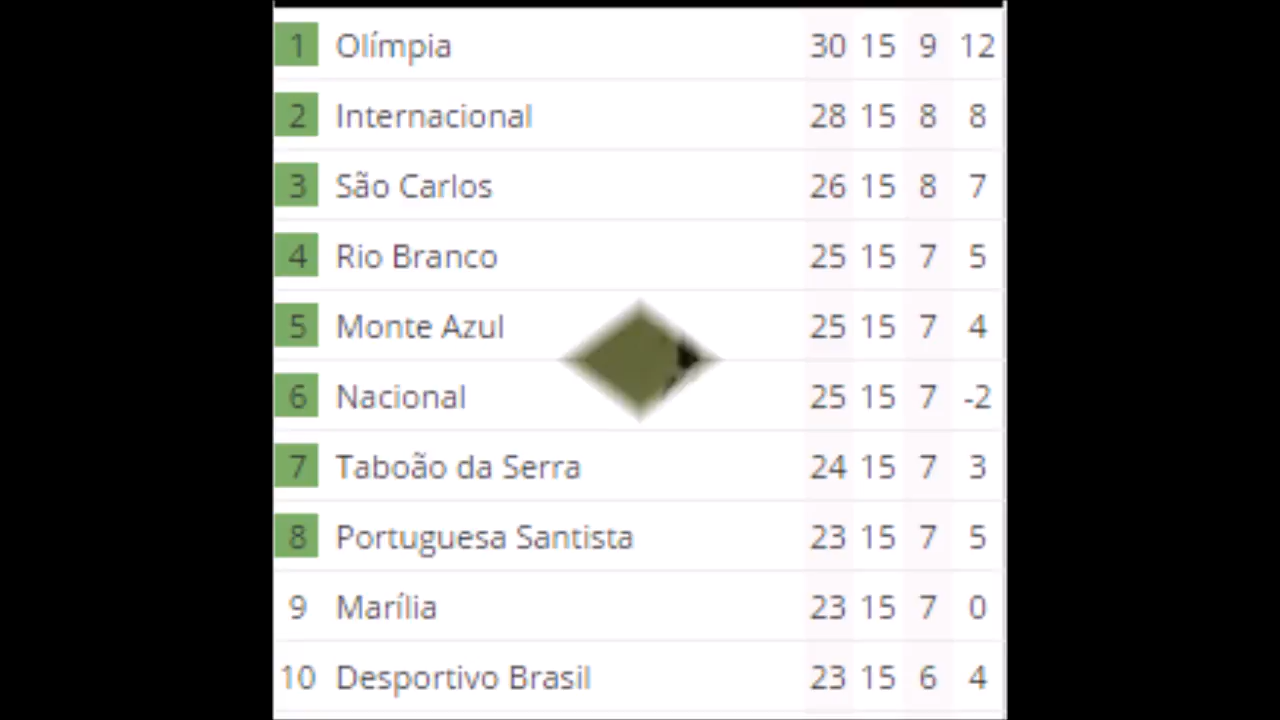 1 Olímpia 30 15 9 12
2 Internacional 28 15 8 8
3 São Carlos 26 15 8 7
4 Rio Branco 25 15 7 5
5 Monte Azul 25 15 7 4
6 Nacional 25 15 7 -2
7 Taboão da Serra 24 15 7 3
8 Portuguesa Santista 23 15 7 5
9 Marília 23 15 7 0
10 Desportivo Brasil 23 15 6 4